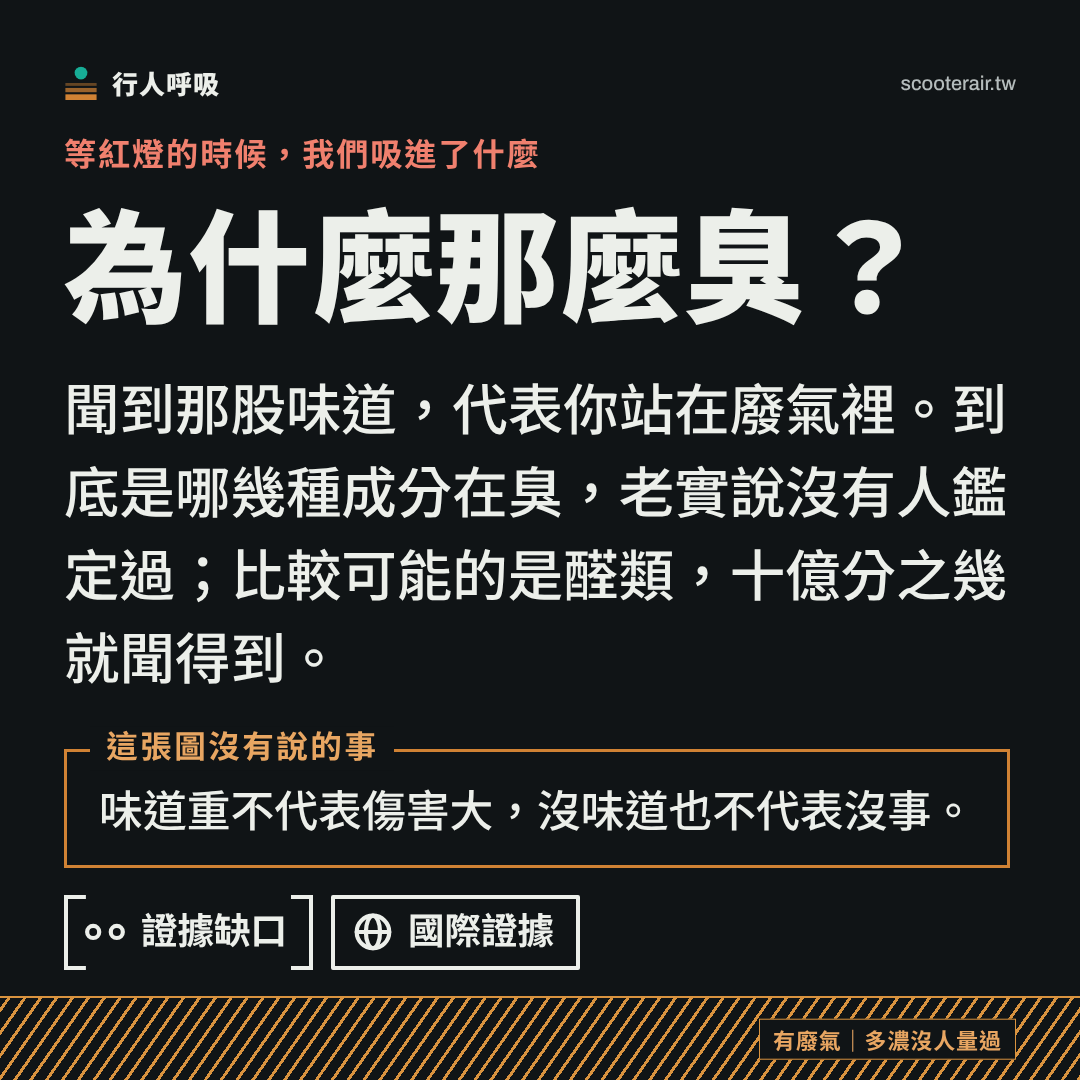 行人呼吸
scooterair.tw
等紅燈的時候，我們吸進了什麼
為什麼那麼臭？
聞到那股味道，代表你站在廢氣裡。到
底是哪幾種成分在臭，老實說沒有人鑑
定過；比較可能的是醛類，十億分之幾
就聞得到。
這張圖沒有說的事
味道重不代表傷害大，沒味道也不代表沒事。
證據缺口
國際證據
有廢氣｜多濃沒人量過